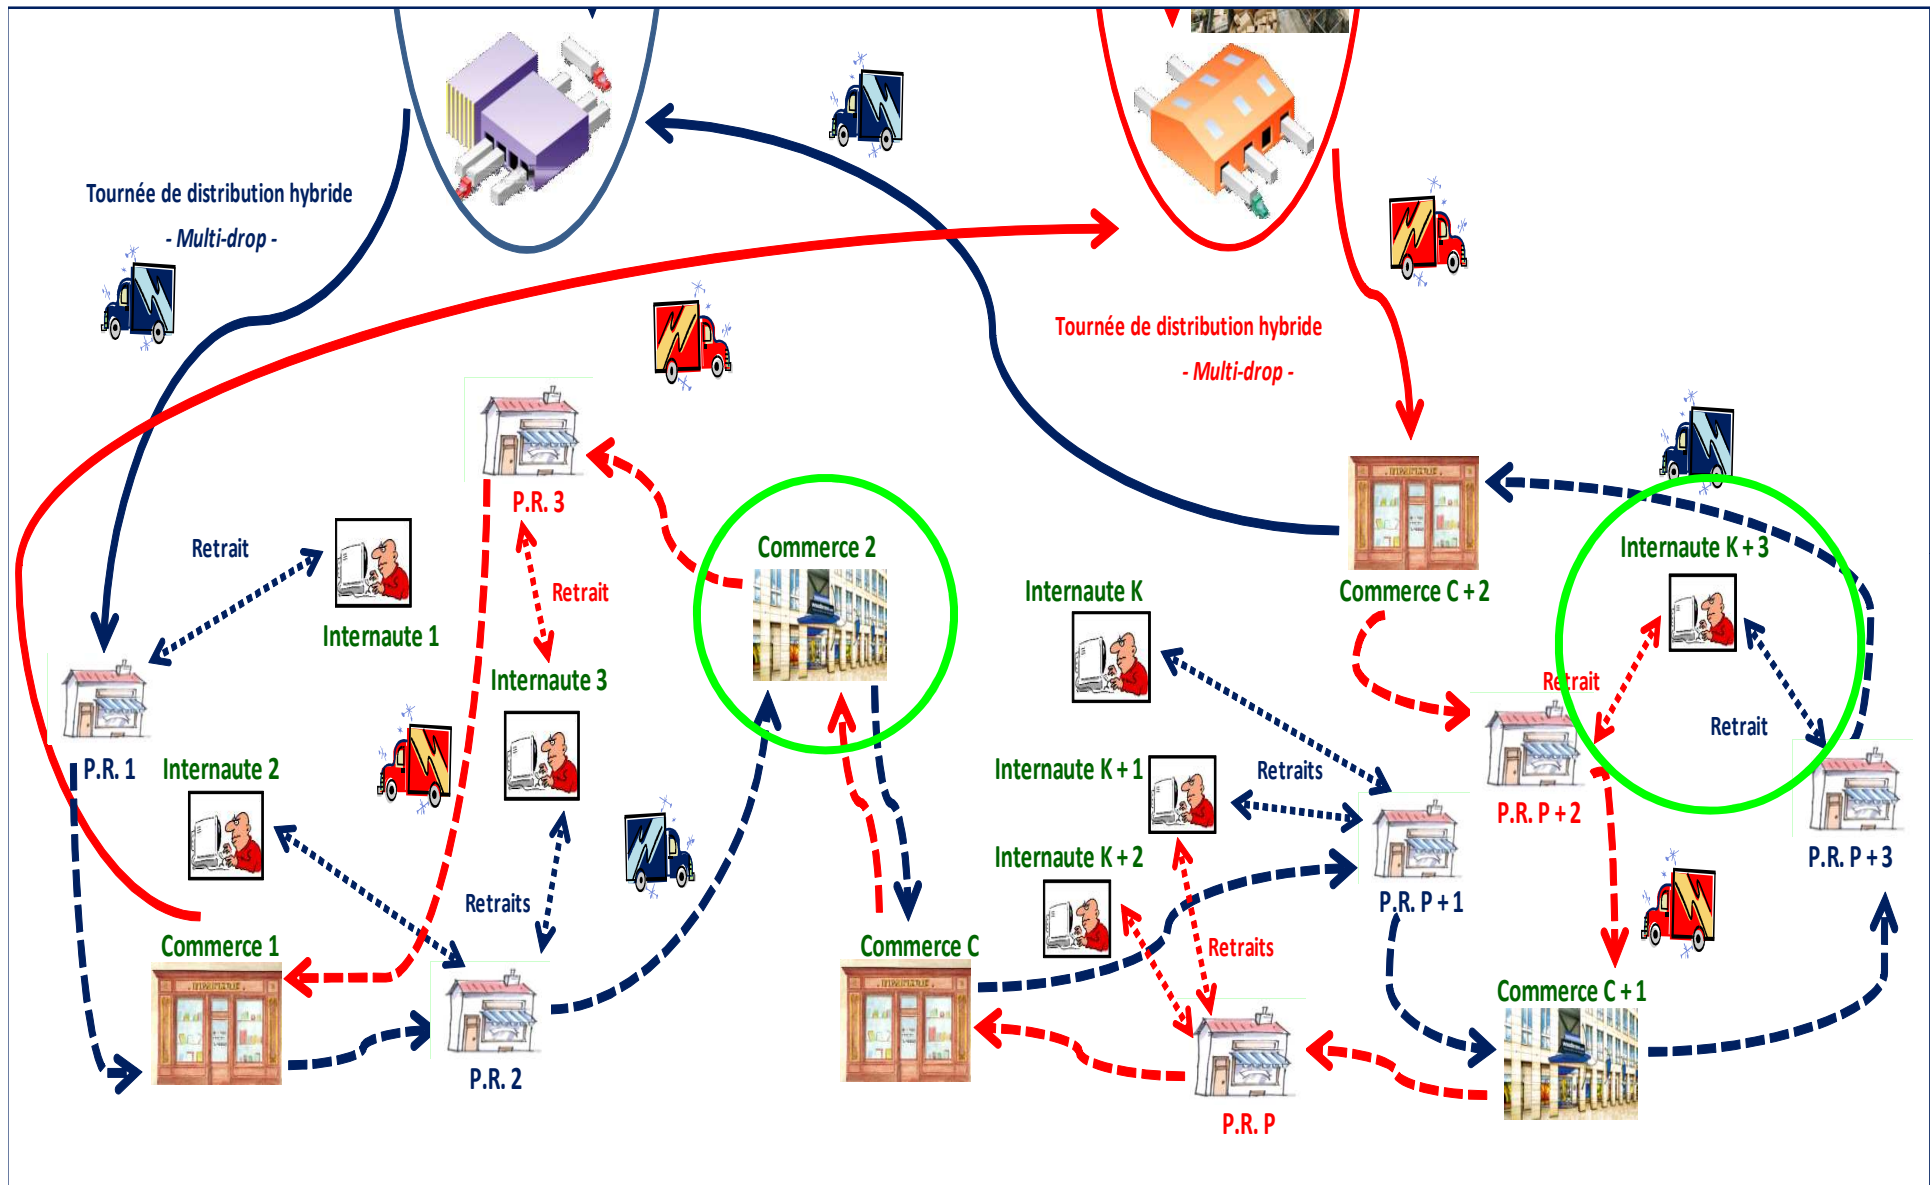 Tournée de distribution hybride
- Multi-drop -
Tournée de distribution hybride
- Multi-drop -
P.R. 3
Retrait
Internaute 1
Retrait
Internaute 3
Commerce 2
Internaute K
Commerce C + 2
Internaute K + 3
Retrait
Retrait
P.R. 1
Internaute 2
Internaute K + 1
Retraits
P.R. P + 2
P.R. P + 3
Internaute K + 2
Retraits
P.R. P + 1
Commerce 1
Commerce C
Retraits
Commerce C + 1
P.R. 2
P.R. P